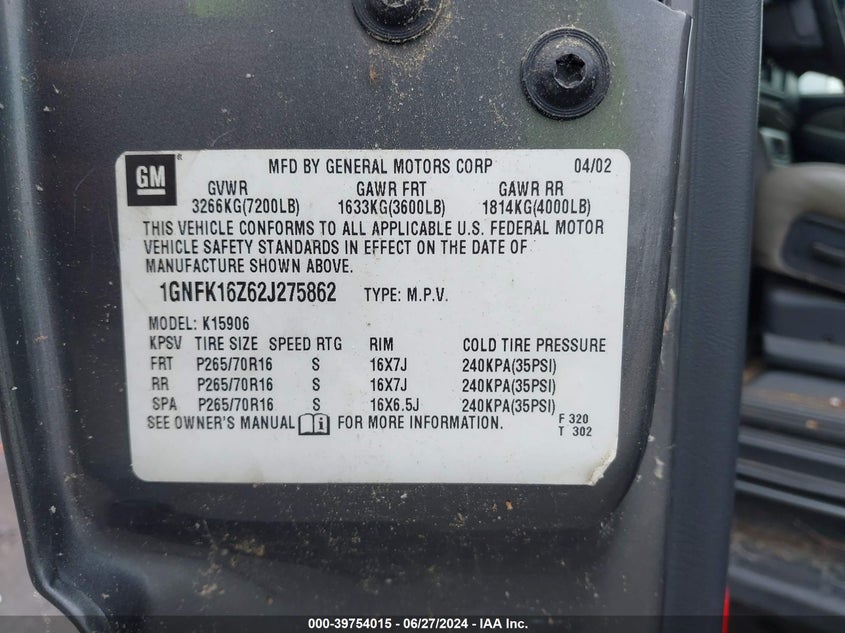 GM ® MFD BY GENERAL MOTORS CORP 04/02
GVWR GAWR FRT GAWR RR
3266KG(7200LB) 1633KG(3600LB) 1814KG(4000LB)
THIS VEHICLE CONFORMS TO ALL APPLICABLE U.S. FEDERAL MOTOR
VEHICLE SAFETY STANDARDS IN EFFECT ON THE DATE OF
MANUFACTURE SHOWN ABOVE.
1GNFK16Z62J275862 TYPE: M.P.V.
MODEL: K15906
KPSV TIRE SIZE SPEED RTG RIM COLD TIRE PRESSURE
FRT P265/70R16 S 16X7J 240KPA(35PSI)
RR P265/70R16 S 16X7J 240KPA(35PSI)
SPA P265/70R16 S 16X6.5J 240KPA(35PSI)
SEE OWNER'S MANUAL i FOR MORE INFORMATION. F 320
T 302
000-39754015 - 06/27/2024 - IAA Inc.